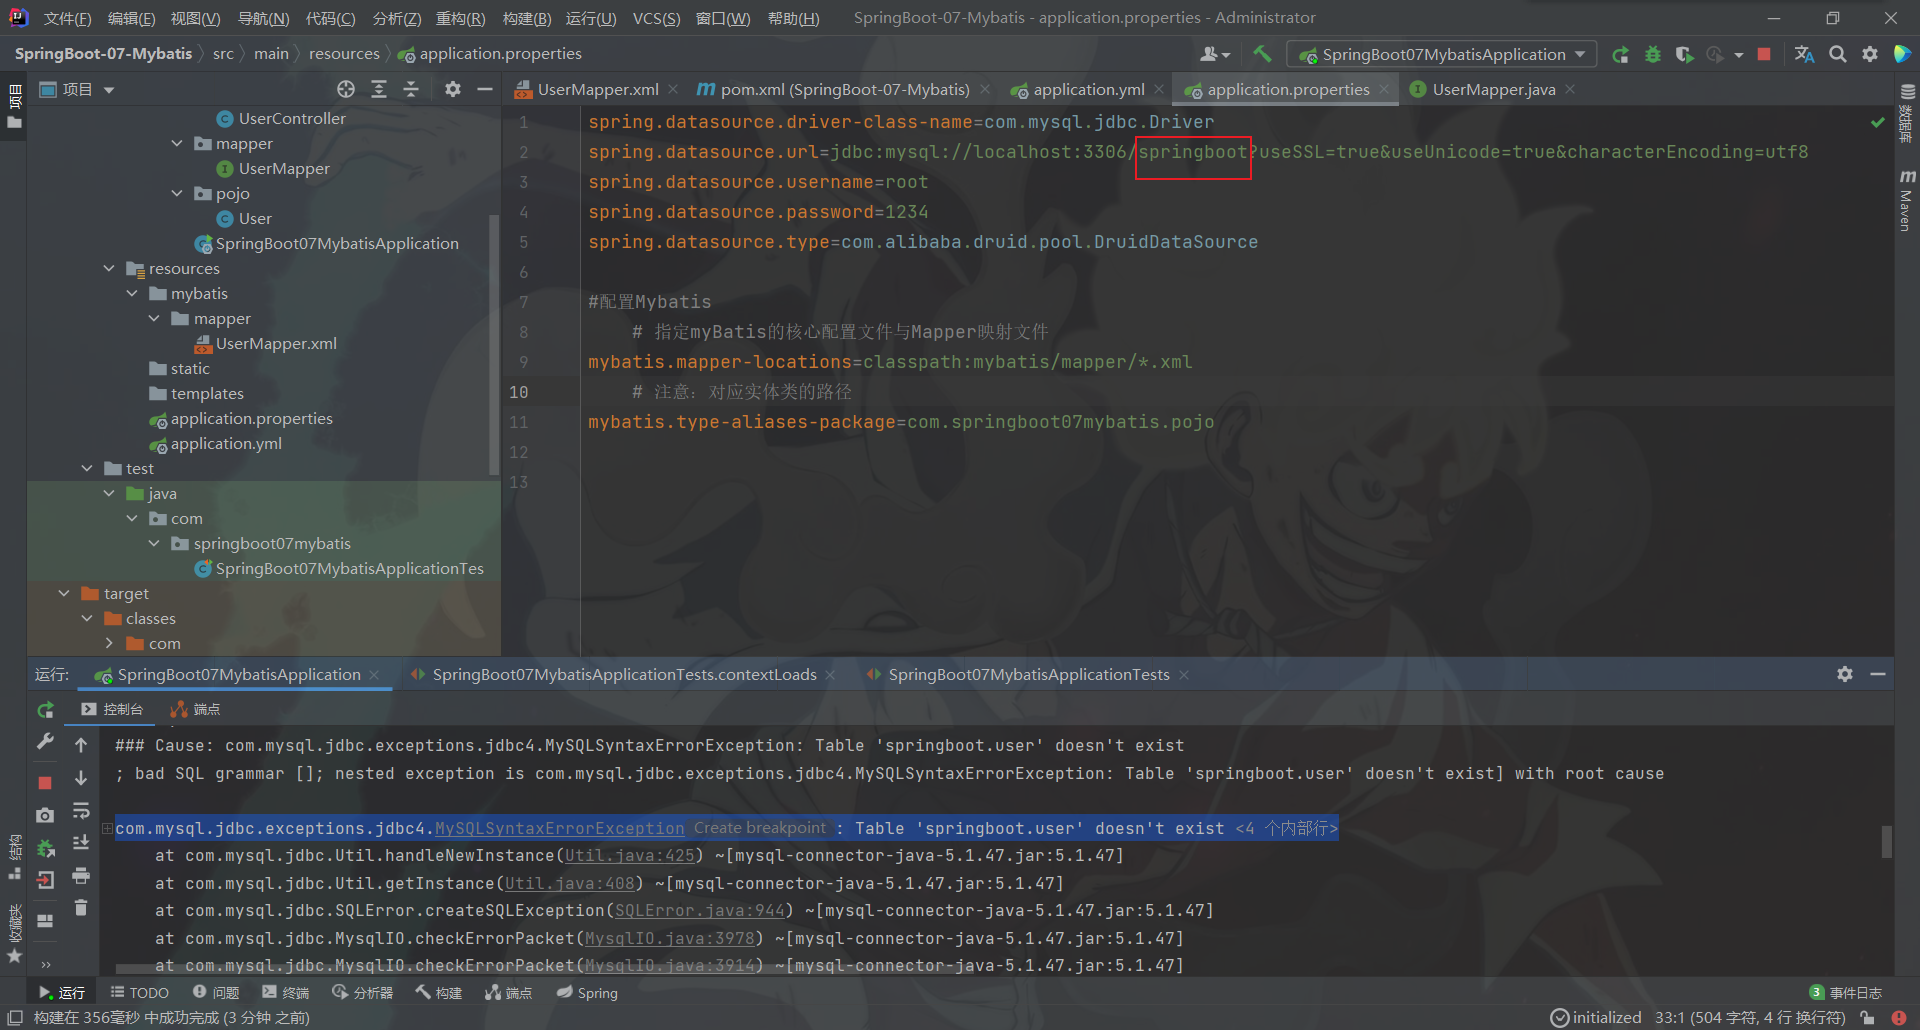 文件(F) 编辑(E) 视图(V) 导航(N) 代码(C) 分析(Z) 重构(R) 构建(B) 运行(U) VCS(S) 窗口(W) 帮助(H) SpringBoot-07-Mybatis - application.properties - Administrator
SpringBoot-07-Mybatis 〉 src 〉 main 〉 resources 〉 application.properties
SpringBoot07MybatisApplication
项目
项目
UserMapper.xml
pom.xml (SpringBoot-07-Mybatis)
application.yml
application.properties
UserMapper.java
数据库
Maven
UserController
mapper
UserMapper
pojo
User
SpringBoot07MybatisApplication
resources
mybatis
mapper
UserMapper.xml
static
templates
application.properties
application.yml
test
java
com
springboot07mybatis
SpringBoot07MybatisApplicationTes
target
classes
com
1 spring.datasource.driver-class-name=com.mysql.jdbc.Driver
2 spring.datasource.url=jdbc:mysql://localhost:3306/springboot?useSSL=true&useUnicode=true&characterEncoding=utf8
3 spring.datasource.username=root
4 spring.datasource.password=1234
5 spring.datasource.type=com.alibaba.druid.pool.DruidDataSource
6
7 #配置Mybatis
8 # 指定myBatis的核心配置文件与Mapper映射文件
9 mybatis.mapper-locations=classpath:mybatis/mapper/*.xml
10 # 注意：对应实体类的路径
11 mybatis.type-aliases-package=com.springboot07mybatis.pojo
12
13
运行: SpringBoot07MybatisApplication SpringBoot07MybatisApplicationTests.contextLoads SpringBoot07MybatisApplicationTests
控制台 端点
### Cause: com.mysql.jdbc.exceptions.jdbc4.MySQLSyntaxErrorException: Table 'springboot.user' doesn't exist
; bad SQL grammar []; nested exception is com.mysql.jdbc.exceptions.jdbc4.MySQLSyntaxErrorException: Table 'springboot.user' doesn't exist] with root cause
com.mysql.jdbc.exceptions.jdbc4.MySQLSyntaxErrorException Create breakpoint : Table 'springboot.user' doesn't exist <4 个内部行>
at com.mysql.jdbc.Util.handleNewInstance(Util.java:425) ~[mysql-connector-java-5.1.47.jar:5.1.47]
at com.mysql.jdbc.Util.getInstance(Util.java:408) ~[mysql-connector-java-5.1.47.jar:5.1.47]
at com.mysql.jdbc.SQLError.createSQLException(SQLError.java:944) ~[mysql-connector-java-5.1.47.jar:5.1.47]
at com.mysql.jdbc.MysqlIO.checkErrorPacket(MysqlIO.java:3978) ~[mysql-connector-java-5.1.47.jar:5.1.47]
at com.mysql.jdbc.MysqlIO.checkErrorPacket(MysqlIO.java:3914) ~[mysql-connector-java-5.1.47.jar:5.1.47]
结构
收藏夹
运行 TODO 问题 终端 分析器 构建 端点 Spring 3 事件日志
构建在 356毫秒 中成功完成 (3 分钟 之前) initialized 33:1 (504 字符, 4 行 换行符)